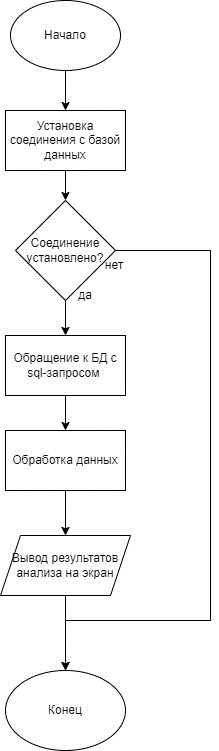 Начало
Установка
соединения с базой
данных
Соединение
установлено?
нет
да
Обращение к БД с
sql-запросом
Обработка данных
Вывод результатов
анализа на экран
Конец